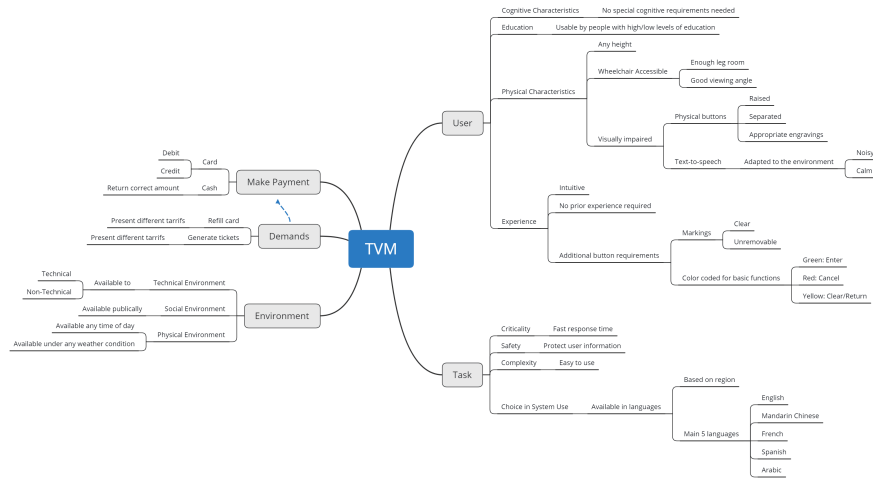 TVM
User
Cognitive Characteristics
No special cognitive requirements needed
Education
Usable by people with high/low levels of education
Physical Characteristics
Any height
Wheelchair Accessible
Enough leg room
Good viewing angle
Visually impaired
Physical buttons
Raised
Separated
Appropriate engravings
Text-to-speech
Adapted to the environment
Noisy
Calm
Experience
Intuitive
No prior experience required
Additional button requirements
Markings
Clear
Unremovable
Color coded for basic functions
Green: Enter
Red: Cancel
Yellow: Clear/Return
Task
Criticality
Fast response time
Safety
Protect user information
Complexity
Easy to use
Choice in System Use
Available in languages
Based on region
Main 5 languages
English
Mandarin Chinese
French
Spanish
Arabic
Make Payment
Card
Debit
Credit
Cash
Return correct amount
Demands
Refill card
Present different tarrifs
Generate tickets
Present different tarrifs
Environment
Technical Environment
Available to
Technical
Non-Technical
Social Environment
Available publically
Physical Environment
Available any time of day
Available under any weather condition